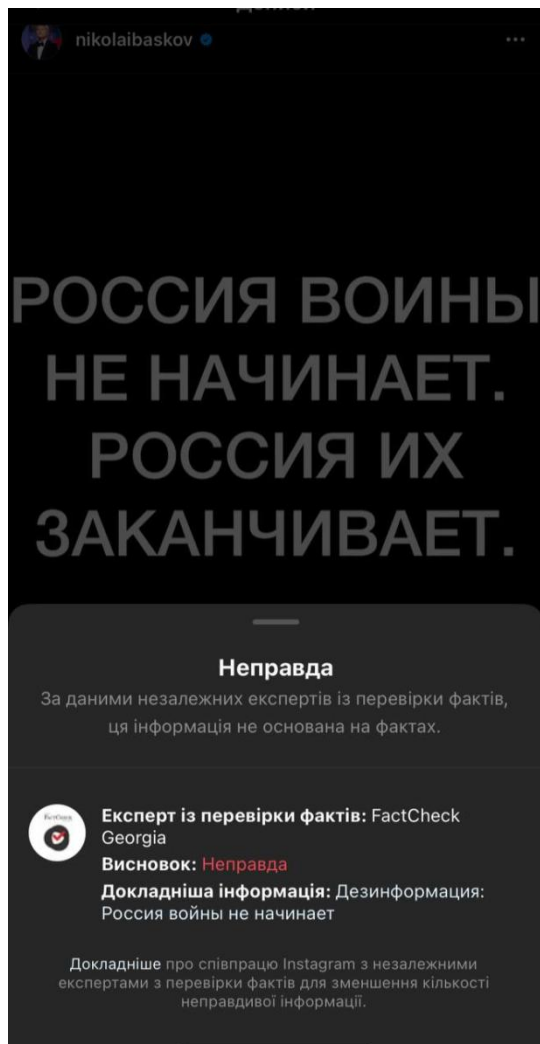 nikolaibaskov
РОССИЯ ВОЙНЫ
НЕ НАЧИНАЕТ.
РОССИЯ ИХ
ЗАКАНЧИВАЕТ.
Неправда
За даними незалежних експертів із перевірки фактів,
ця інформація не основана на фактах.
FactCheck
Експерт із перевірки фактів: FactCheck
Georgia
Висновок: Неправда
Докладніша інформація: Дезинформация:
Россия войны не начинает
Докладніше про співпрацю Instagram з незалежними
експертами з перевірки фактів для зменшення кількості
неправдивої інформації.